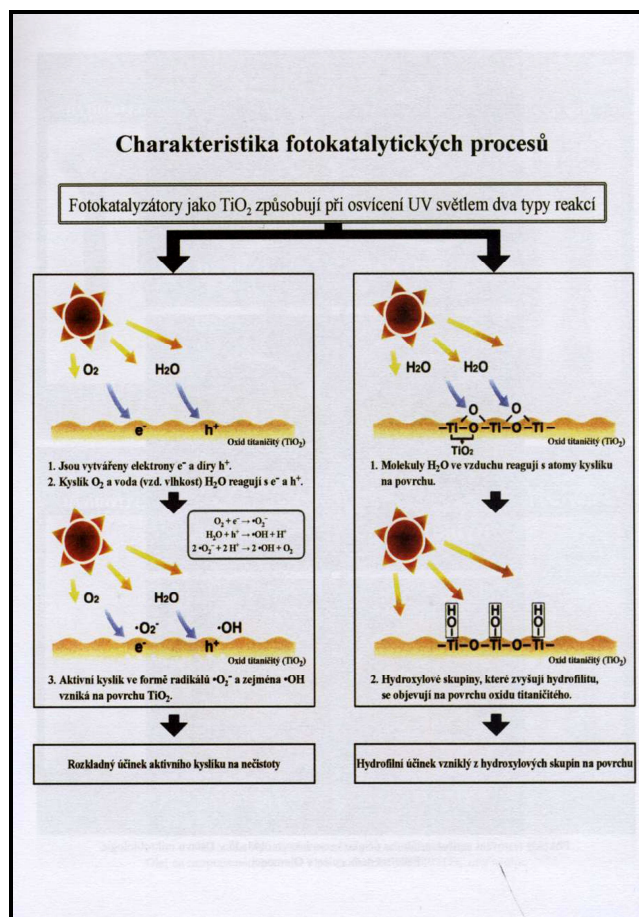 Charakteristika fotokatalytických procesů
Fotokatalyzátory jako TiO₂ způsobují při osvícení UV světlem dva typy reakcí
O₂
H₂O
e⁻
h⁺
Oxid titaničitý (TiO₂)
1. Jsou vytvářeny elektrony e⁻ a díry h⁺.
2. Kyslík O₂ a voda (vzd. vlhkost) H₂O reagují s e⁻ a h⁺.
O₂ + e⁻ → •O₂⁻
H₂O + h⁺ → •OH + H⁺
2 •O₂⁻ + 2 H⁺ → 2 •OH + O₂
O₂
H₂O
•O₂⁻
•OH
e⁻
h⁺
Oxid titaničitý (TiO₂)
3. Aktivní kyslík ve formě radikálů •O₂⁻ a zejména •OH
vzniká na povrchu TiO₂.
Rozkladný účinek aktivního kyslíku na nečistoty
H₂O
H₂O
O
O
–Ti–O–Ti–O–Ti–
TiO₂
Oxid titaničitý (TiO₂)
1. Molekuly H₂O ve vzduchu reagují s atomy kyslíku
na povrchu.
HO
HO
HO
–Ti–O–Ti–O–Ti–
Oxid titaničitý (TiO₂)
2. Hydroxylové skupiny, které zvyšují hydrofilitu,
se objevují na povrchu oxidu titaničitého.
Hydrofilní účinek vzniklý z hydroxylových skupin na povrchu